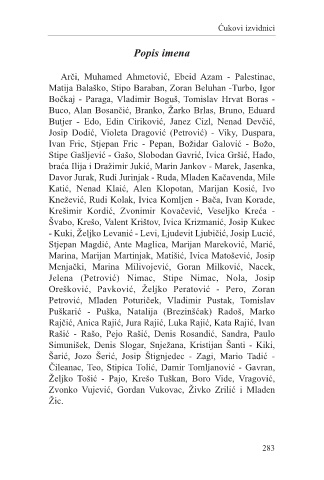 Ćukovi izvidnici
Popis imena
Arči, Muhamed Ahmetović, Ebeid Azam - Palestinac,
Matija Balaško, Stipo Baraban, Zoran Beluhan -Turbo, Igor
Bočkaj - Paraga, Vladimir Boguš, Tomislav Hrvat Boras -
Buco, Alan Bosančić, Branko, Žarko Brlas, Bruno, Eduard
Butjer - Edo, Edin Ciriković, Janez Cizl, Nenad Devčić,
Josip Dodić, Violeta Dragović (Petrović) - Viky, Duspara,
Ivan Fric, Stjepan Fric - Pepan, Božidar Galović - Božo,
Stipe Gašljević - Gašo, Slobodan Gavrić, Ivica Gršić, Hađo,
braća Ilija i Dražimir Jukić, Marin Jankov - Marek, Jasenka,
Davor Jurak, Rudi Jurinjak - Ruda, Mladen Kačavenda, Mile
Katić, Nenad Klaić, Alen Klopotan, Marijan Kosić, Ivo
Knežević, Rudi Kolak, Ivica Komljen - Bača, Ivan Korade,
Krešimir Kordić, Zvonimir Kovačević, Veseljko Kreća -
Švabo, Krešo, Valent Krištov, Ivica Krizmanić, Josip Kukec
- Kuki, Željko Levanić - Levi, Ljudevit Ljubičić, Josip Lucić,
Stjepan Magdić, Ante Maglica, Marijan Mareković, Marić,
Marina, Marijan Martinjak, Matišić, Ivica Matošević, Josip
Menjački, Marina Milivojević, Goran Milković, Nacek,
Jelena (Petrović) Nimac, Stipe Nimac, Nola, Josip
Orešković, Pavković, Željko Peratović - Pero, Zoran
Petrović, Mladen Poturiček, Vladimir Pustak, Tomislav
Puškarić - Puška, Natalija (Brezinšćak) Radoš, Marko
Rajčić, Anica Rajić, Jura Rajić, Luka Rajić, Kata Rajić, Ivan
Rašić - Rašo, Pejo Rašić, Denis Rosandić, Sandra, Paulo
Simunišek, Denis Slogar, Snježana, Kristijan Šanti - Kiki,
Šarić, Jozo Šerić, Josip Štignjedec - Zagi, Mario Tadić -
Čileanac, Teo, Stipica Tolić, Damir Tomljanović - Gavran,
Željko Tošić - Pajo, Krešo Tuškan, Boro Vide, Vragović,
Zvonko Vujević, Gordan Vukovac, Živko Zrilić i Mladen
Žic.
283